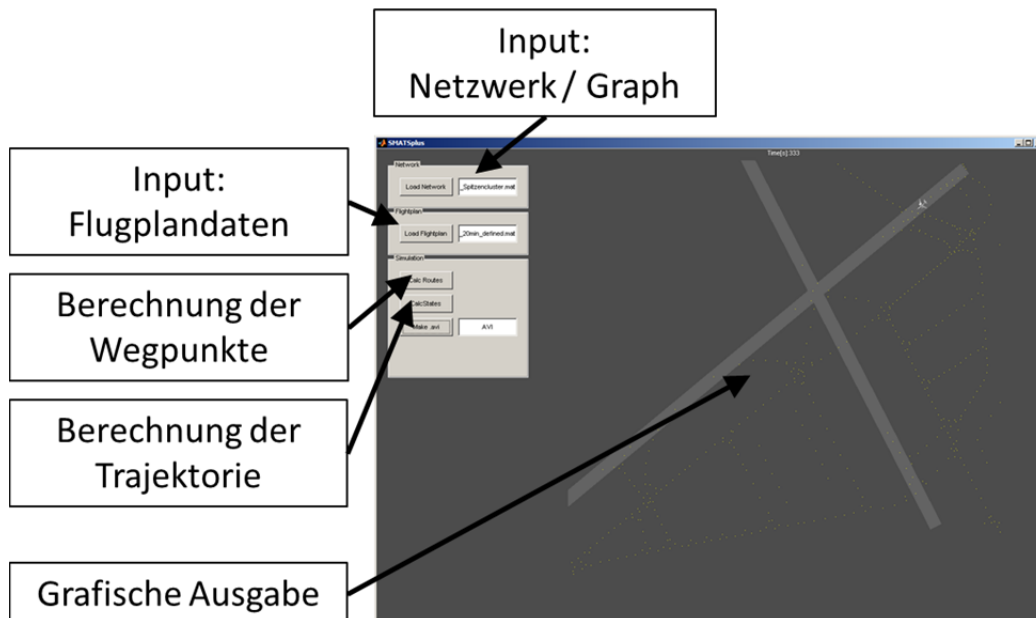 Input:
Netzwerk / Graph
Input:
Flugplandaten
Berechnung der
Wegpunkte
Berechnung der
Trajektorie
Grafische Ausgabe
SMATSplus
Time[s]:333
Network
Load Network
_Spitzencluster.mat
Flightplan
Load Flightplan
_20min_defined.mat
Simulation
Calc Routes
CalcStates
Make .avi
AVI